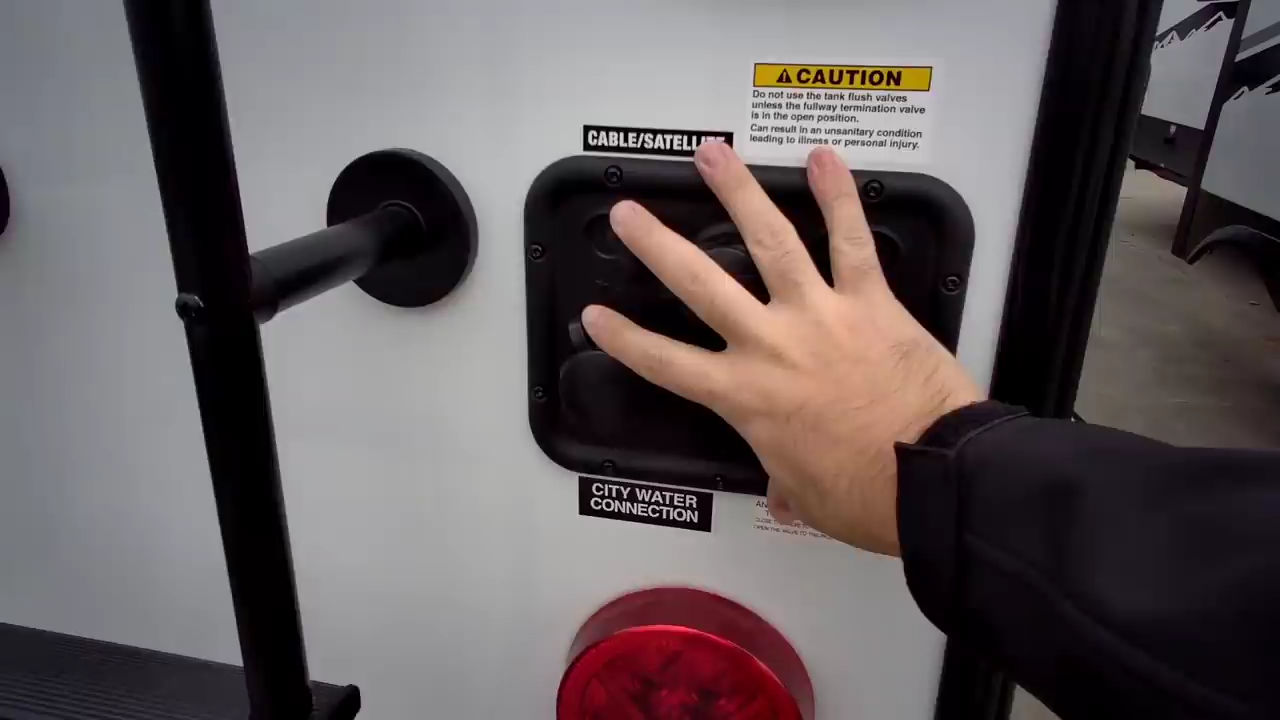 CAUTION
Do not use the tank flush valves
unless the fullway termination valve
is in the open position.
Can result in an unsanitary condition
leading to illness or personal injury.
CABLE/SATELLITE
CITY WATER
CONNECTION